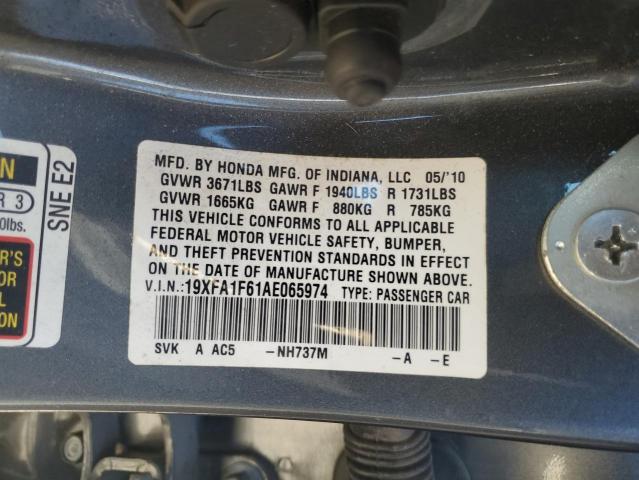 MFD. BY HONDA MFG. OF INDIANA, LLC 05/'10
GVWR 3671LBS GAWR F 1940LBS R 1731LBS
GVWR 1665KG GAWR F 880KG R 785KG
THIS VEHICLE CONFORMS TO ALL APPLICABLE
FEDERAL MOTOR VEHICLE SAFETY, BUMPER,
AND THEFT PREVENTION STANDARDS IN EFFECT
ON THE DATE OF MANUFACTURE SHOWN ABOVE.
V.I.N.:19XFA1F61AE065974 TYPE: PASSENGER CAR
SVK A AC5 -NH737M -A -E
SNE E2
N
R 3
0lbs.
R'S